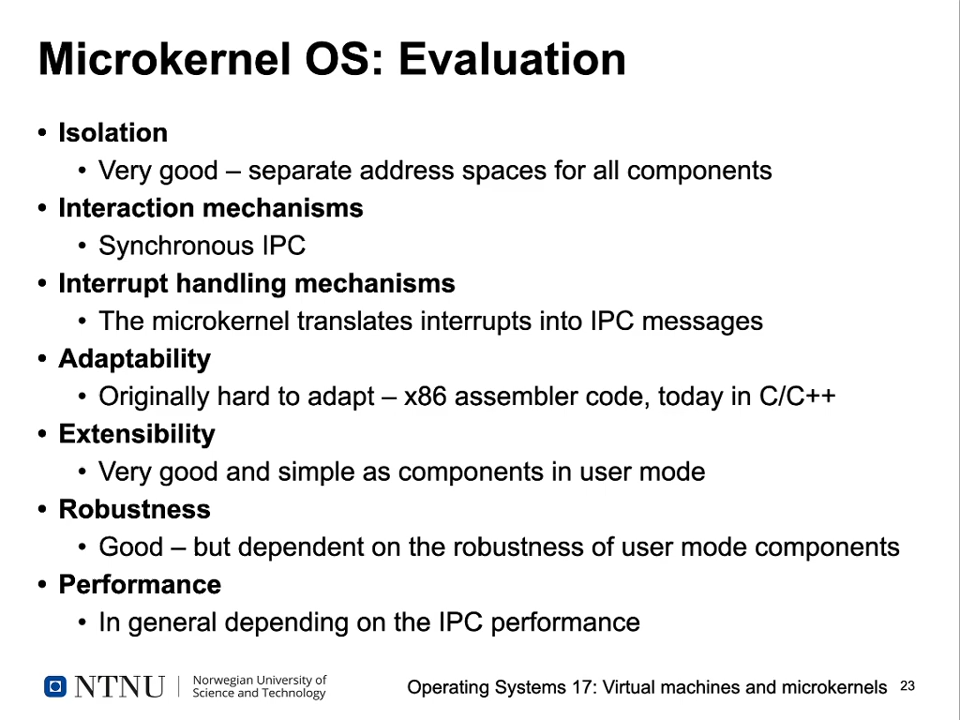 Microkernel OS: Evaluation
• Isolation
• Very good – separate address spaces for all components
• Interaction mechanisms
• Synchronous IPC
• Interrupt handling mechanisms
• The microkernel translates interrupts into IPC messages
• Adaptability
• Originally hard to adapt – x86 assembler code, today in C/C++
• Extensibility
• Very good and simple as components in user mode
• Robustness
• Good – but dependent on the robustness of user mode components
• Performance
• In general depending on the IPC performance
NTNU
Norwegian University of
Science and Technology
Operating Systems 17: Virtual machines and microkernels 23